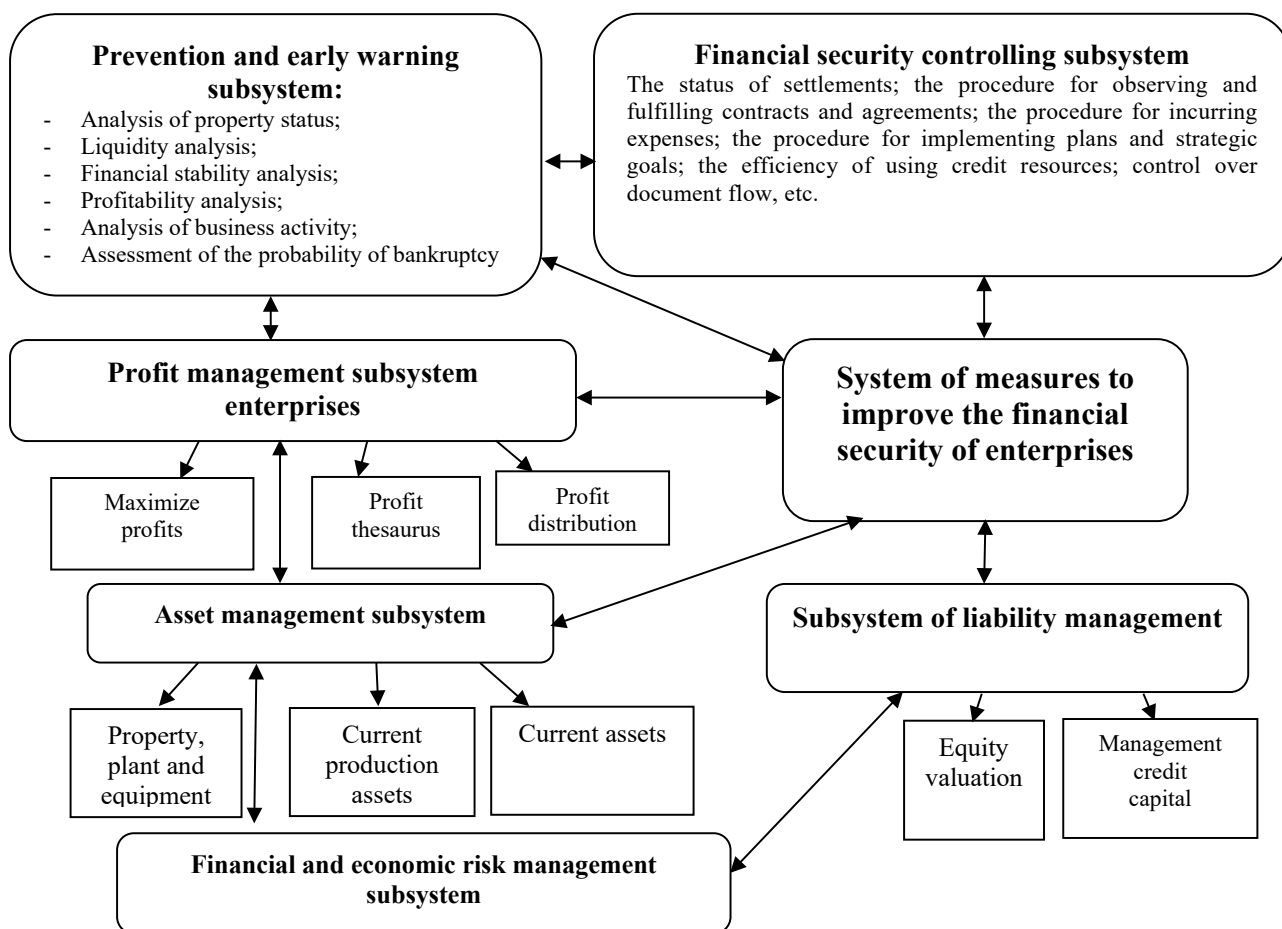 Prevention and early warning
subsystem:
- Analysis of property status;
- Liquidity analysis;
- Financial stability analysis;
- Profitability analysis;
- Analysis of business activity;
- Assessment of the probability of bankruptcy
Financial security controlling subsystem
The status of settlements; the procedure for observing and
fulfilling contracts and agreements; the procedure for incurring
expenses; the procedure for implementing plans and strategic
goals; the efficiency of using credit resources; control over
document flow, etc.
Profit management subsystem
enterprises
System of measures to
improve the financial
security of enterprises
Maximize
profits
Profit
thesaurus
Profit
distribution
Asset management subsystem
Subsystem of liability management
Property,
plant and
equipment
Current
production
assets
Current assets
Equity
valuation
Management
credit
capital
Financial and economic risk management
subsystem